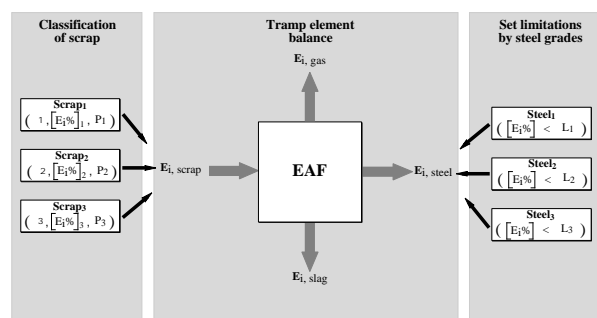 Classification
of scrap
Scrap1
( 1,[Ei%]1, P1 )
Scrap2
( 2,[Ei%]2, P2 )
Scrap3
( 3,[Ei%]3, P3 )
Tramp element
balance
Ei, gas
Ei, scrap
EAF
Ei, steel
Ei, slag
Set limitations
by steel grades
Steel1
( [Ei%] < L1 )
Steel2
( [Ei%] < L2 )
Steel3
( [Ei%] < L3 )